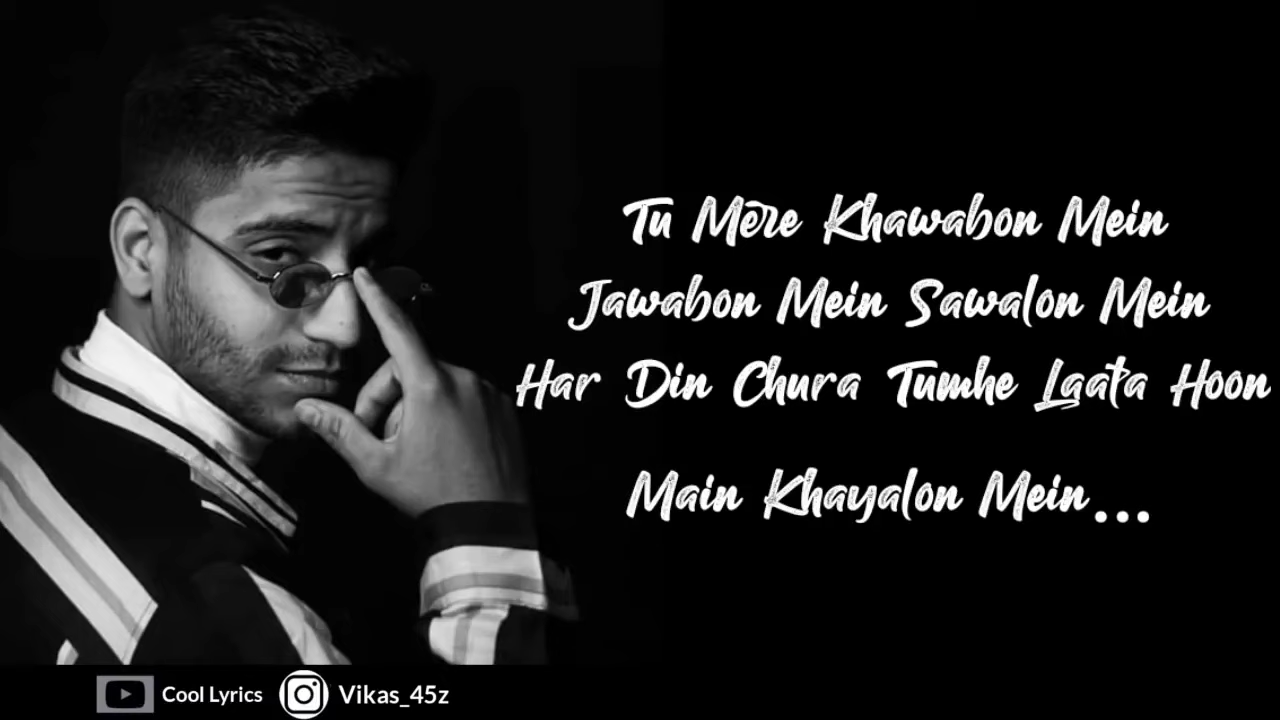 Tu Mere Khawabon Mein
Jawabon Mein Sawalon Mein
Har Din Chura Tumhe Laata Hoon
Main Khayalon Mein...
Cool Lyrics Vikas_45z